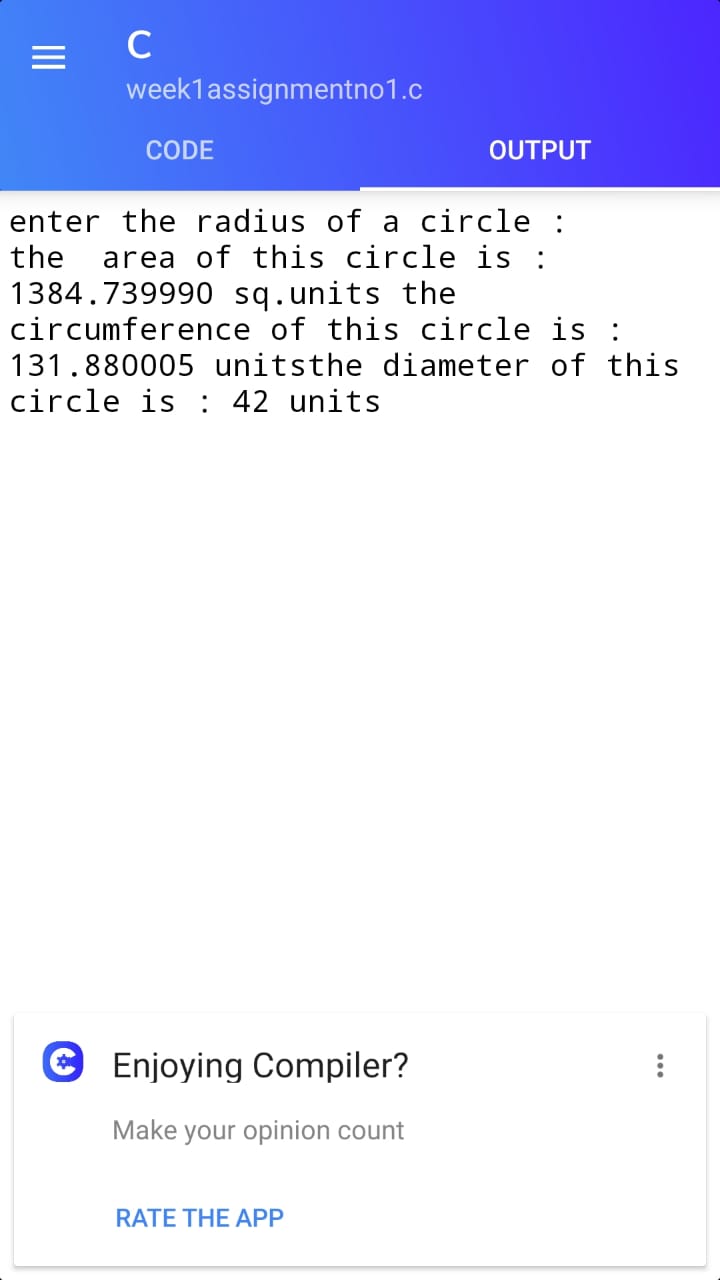 C
week1assignmentno1.c
CODE OUTPUT
enter the radius of a circle :
the  area of this circle is :
1384.739990 sq.units the
circumference of this circle is :
131.880005 unitsthe diameter of this
circle is : 42 units
Enjoying Compiler?
Make your opinion count
RATE THE APP